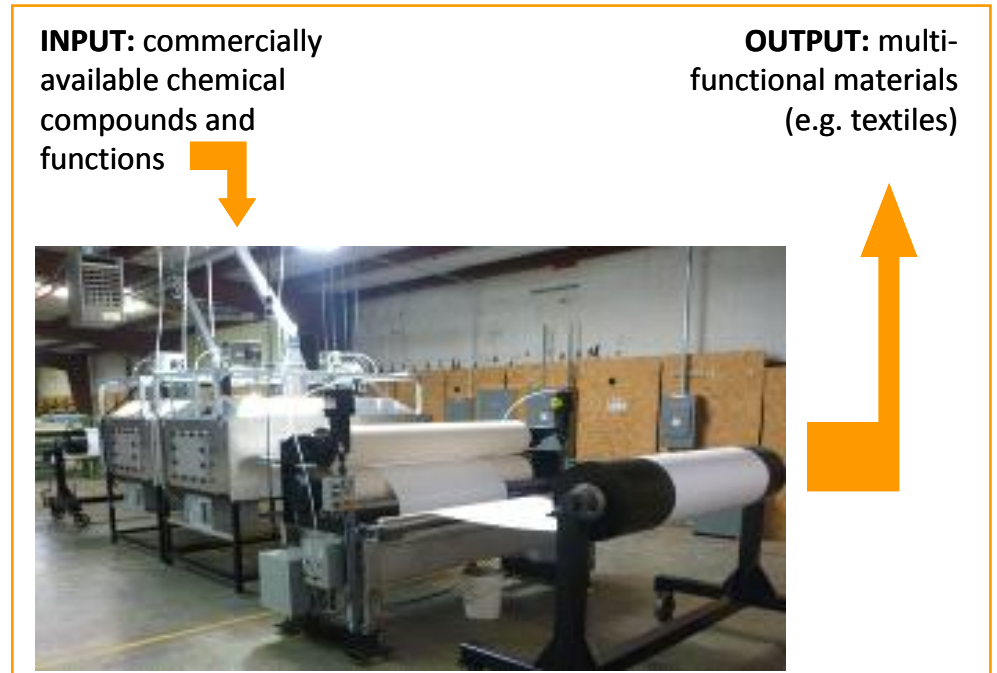 INPUT: commercially
available chemical
compounds and
functions
OUTPUT: multi-
functional materials
(e.g. textiles)